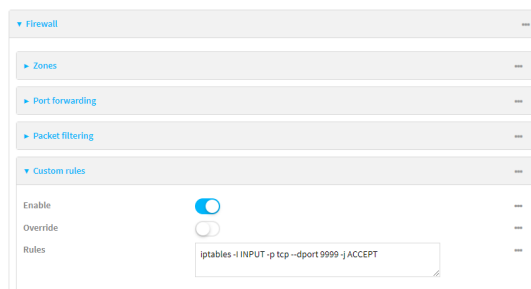 Firewall
Zones
Port forwarding
Packet filtering
Custom rules
Enable
Override
Rules
iptables -I INPUT -p tcp --dport 9999 -j ACCEPT